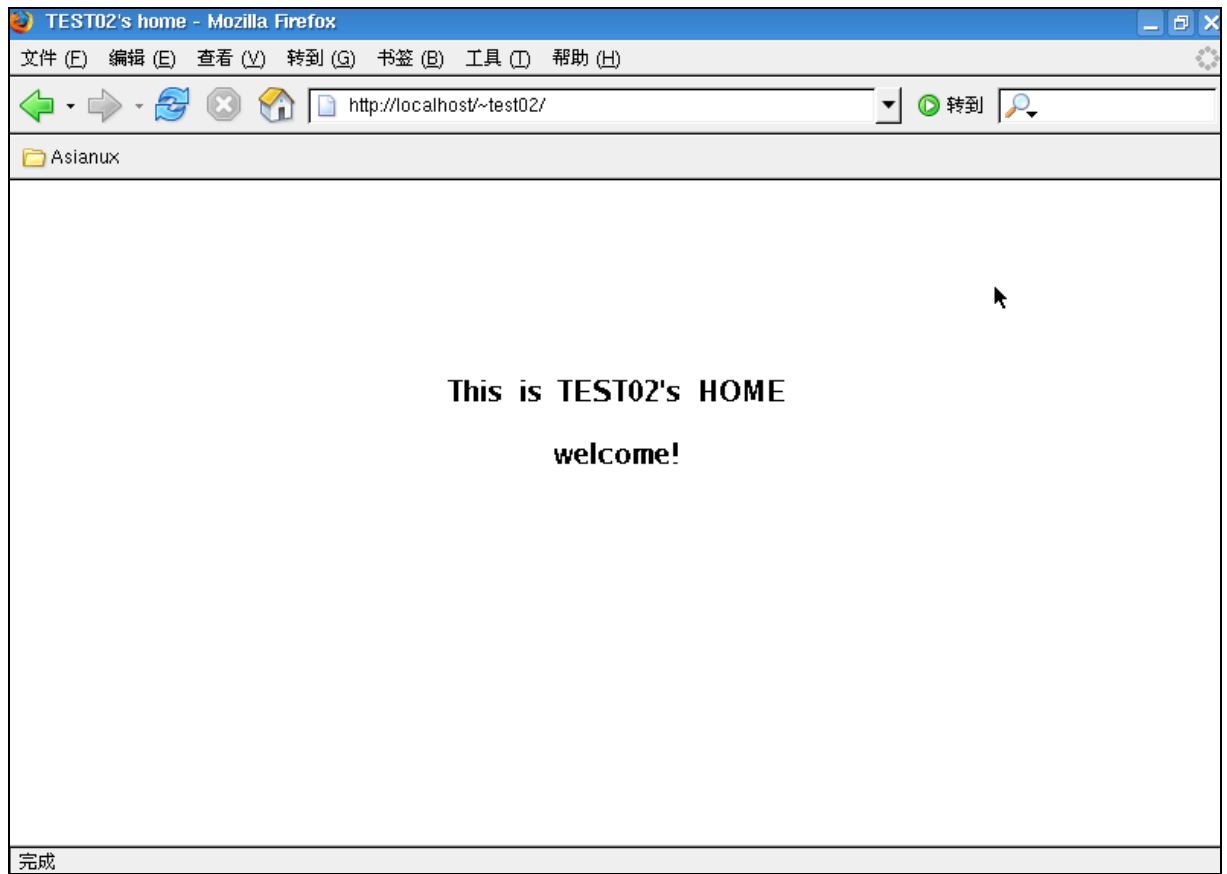 TEST02's home - Mozilla Firefox
文件 (F) 编辑 (E) 查看 (V) 转到 (G) 书签 (B) 工具 (T) 帮助 (H)
http://localhost/~test02/ 转到
Asianux
This is TEST02's HOME
welcome!
完成